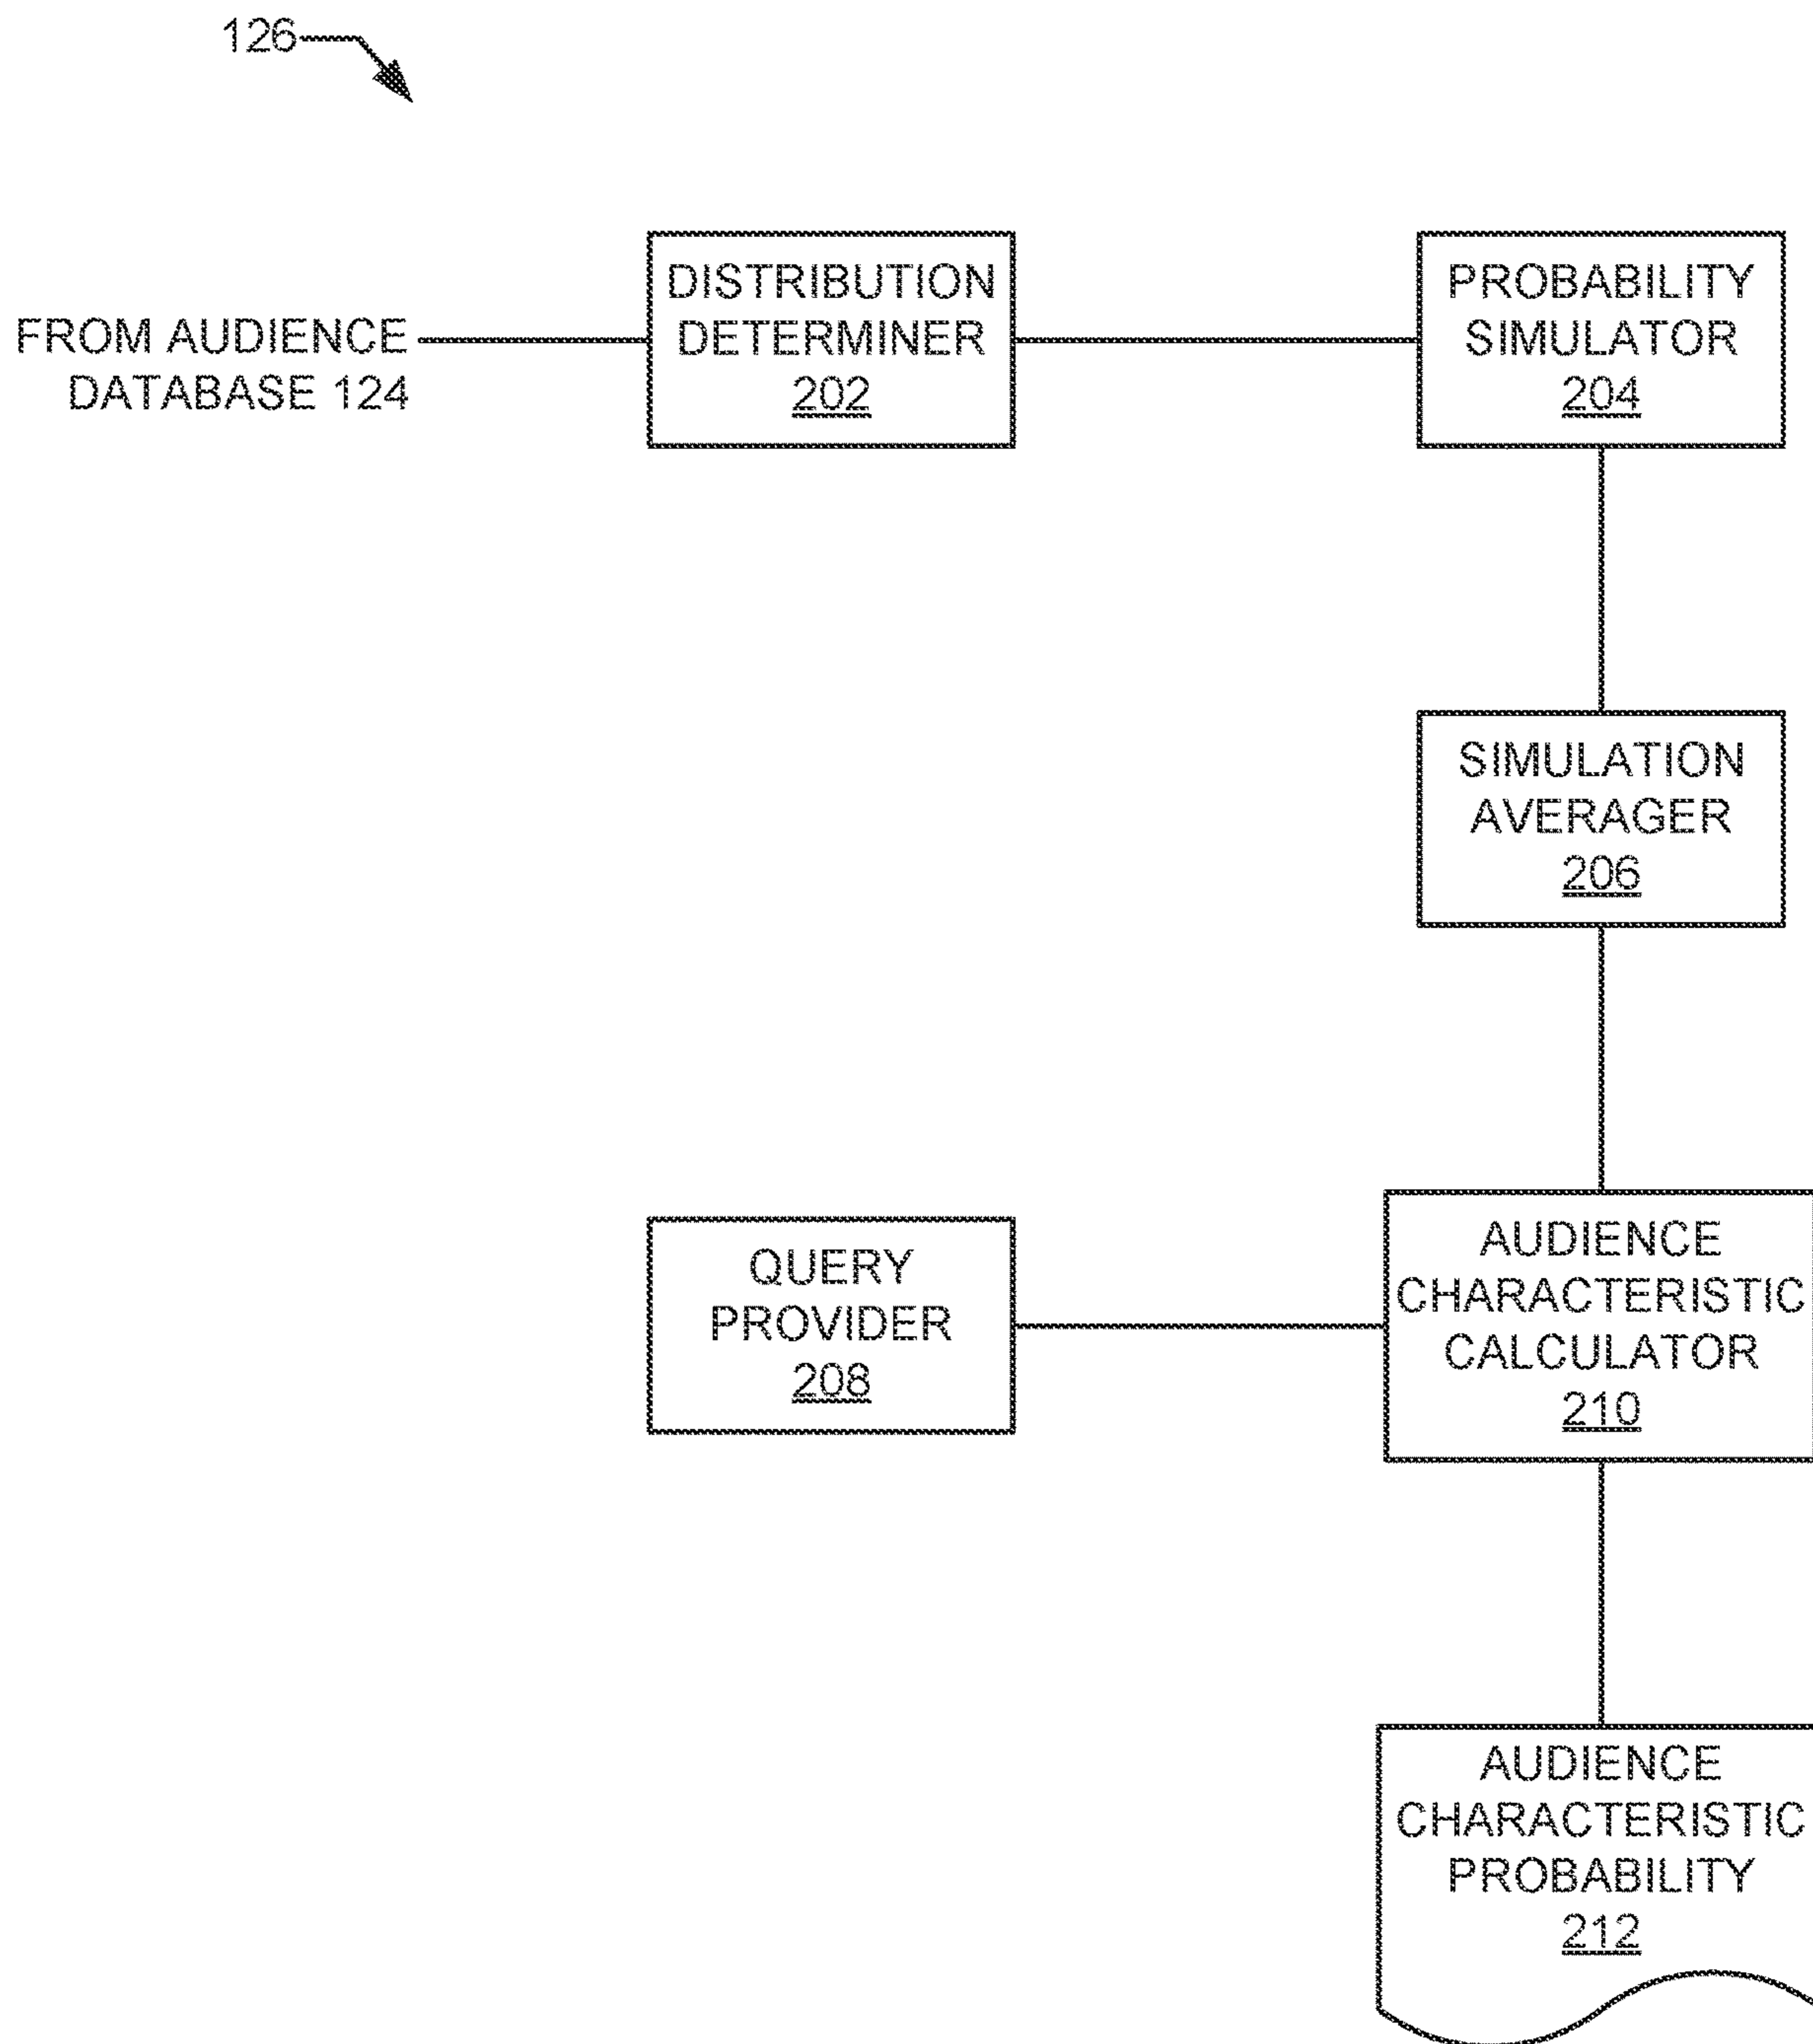 126
DISTRIBUTION
DETERMINER
202
PROBABILITY
SIMULATOR
204
FROM AUDIENCE
DATABASE 124
SIMULATION
AVERAGER
206
QUERY
PROVIDER
208
AUDIENCE
CHARACTERISTIC
CALCULATOR
210
AUDIENCE
CHARACTERISTIC
PROBABILITY
212